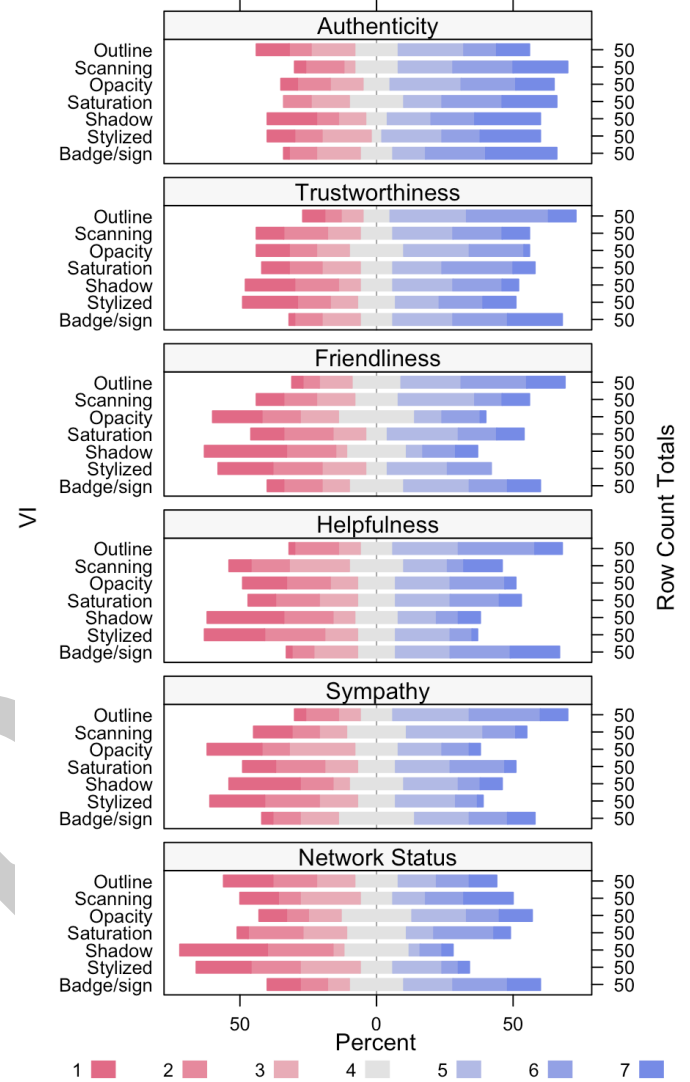 Authenticity
Outline 50
Scanning 50
Opacity 50
Saturation 50
Shadow 50
Stylized 50
Badge/sign 50
Trustworthiness
Outline 50
Scanning 50
Opacity 50
Saturation 50
Shadow 50
Stylized 50
Badge/sign 50
Friendliness
Outline 50
Scanning 50
Opacity 50
Saturation 50
Shadow 50
Stylized 50
Badge/sign 50
VI
Row Count Totals
Helpfulness
Outline 50
Scanning 50
Opacity 50
Saturation 50
Shadow 50
Stylized 50
Badge/sign 50
Sympathy
Outline 50
Scanning 50
Opacity 50
Saturation 50
Shadow 50
Stylized 50
Badge/sign 50
Network Status
Outline 50
Scanning 50
Opacity 50
Saturation 50
Shadow 50
Stylized 50
Badge/sign 50
50 0 50
Percent
1 2 3 4 5 6 7